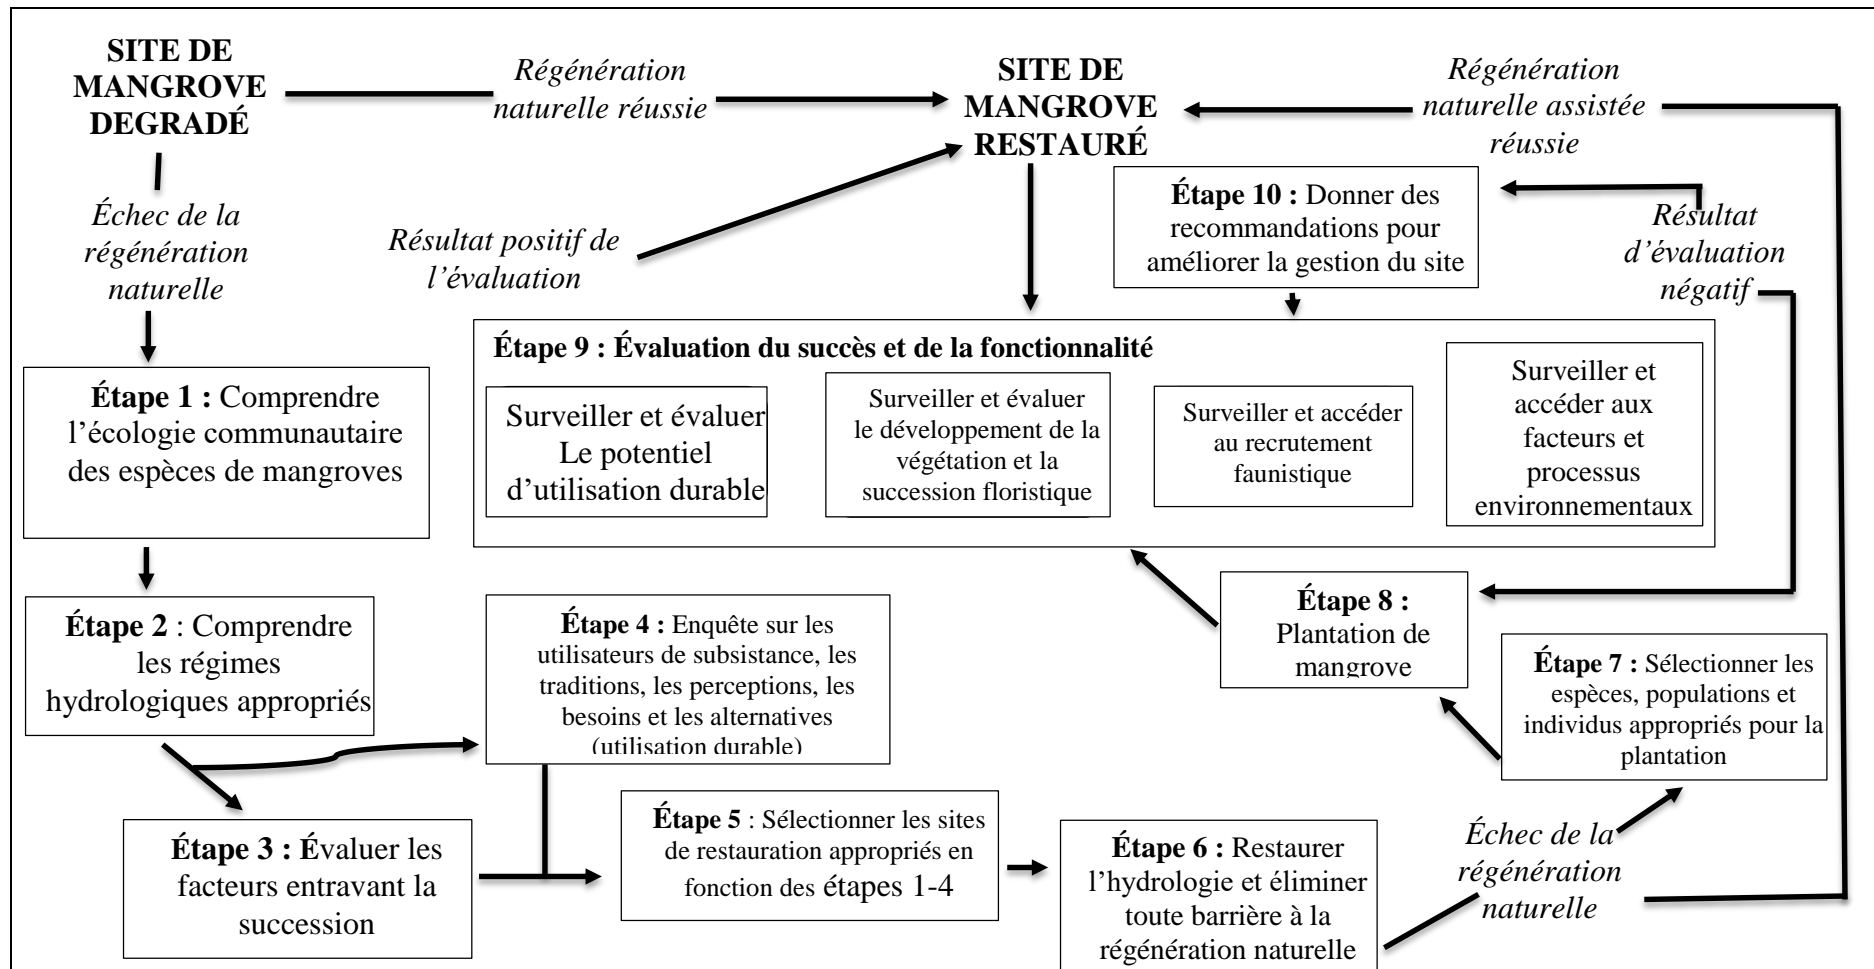 SITE DE
MANGROVE
DEGRADÉ
Régénération
naturelle réussie
SITE DE
MANGROVE
RESTAURÉ
Régénération
naturelle assistée
réussie
Échec de la
régénération
naturelle
Résultat positif de
l’évaluation
Étape 10 : Donner des
recommandations pour
améliorer la gestion du site
Résultat
d’évaluation
négatif
Étape 9 : Évaluation du succès et de la fonctionnalité
Surveiller et évaluer
Le potentiel
d’utilisation durable
Surveiller et évaluer
le développement de la
végétation et la
succession floristique
Surveiller et accéder
au recrutement
faunistique
Surveiller et
accéder aux
facteurs et
processus
environnementaux
Étape 1 : Comprendre
l’écologie communautaire
des espèces de mangroves
Étape 2 : Comprendre
les régimes
hydrologiques appropriés
Étape 4 : Enquête sur les
utilisateurs de subsistance, les
traditions, les perceptions, les
besoins et les alternatives
(utilisation durable)
Étape 8 :
Plantation de
mangrove
Étape 7 : Sélectionner les
espèces, populations et
individus appropriés pour la
plantation
Étape 3 : Évaluer les
facteurs entravant la
succession
Étape 5 : Sélectionner les sites
de restauration appropriés en
fonction des étapes 1-4
Étape 6 : Restaurer
l’hydrologie et éliminer
toute barrière à la
régénération naturelle
Échec de la
régénération
naturelle